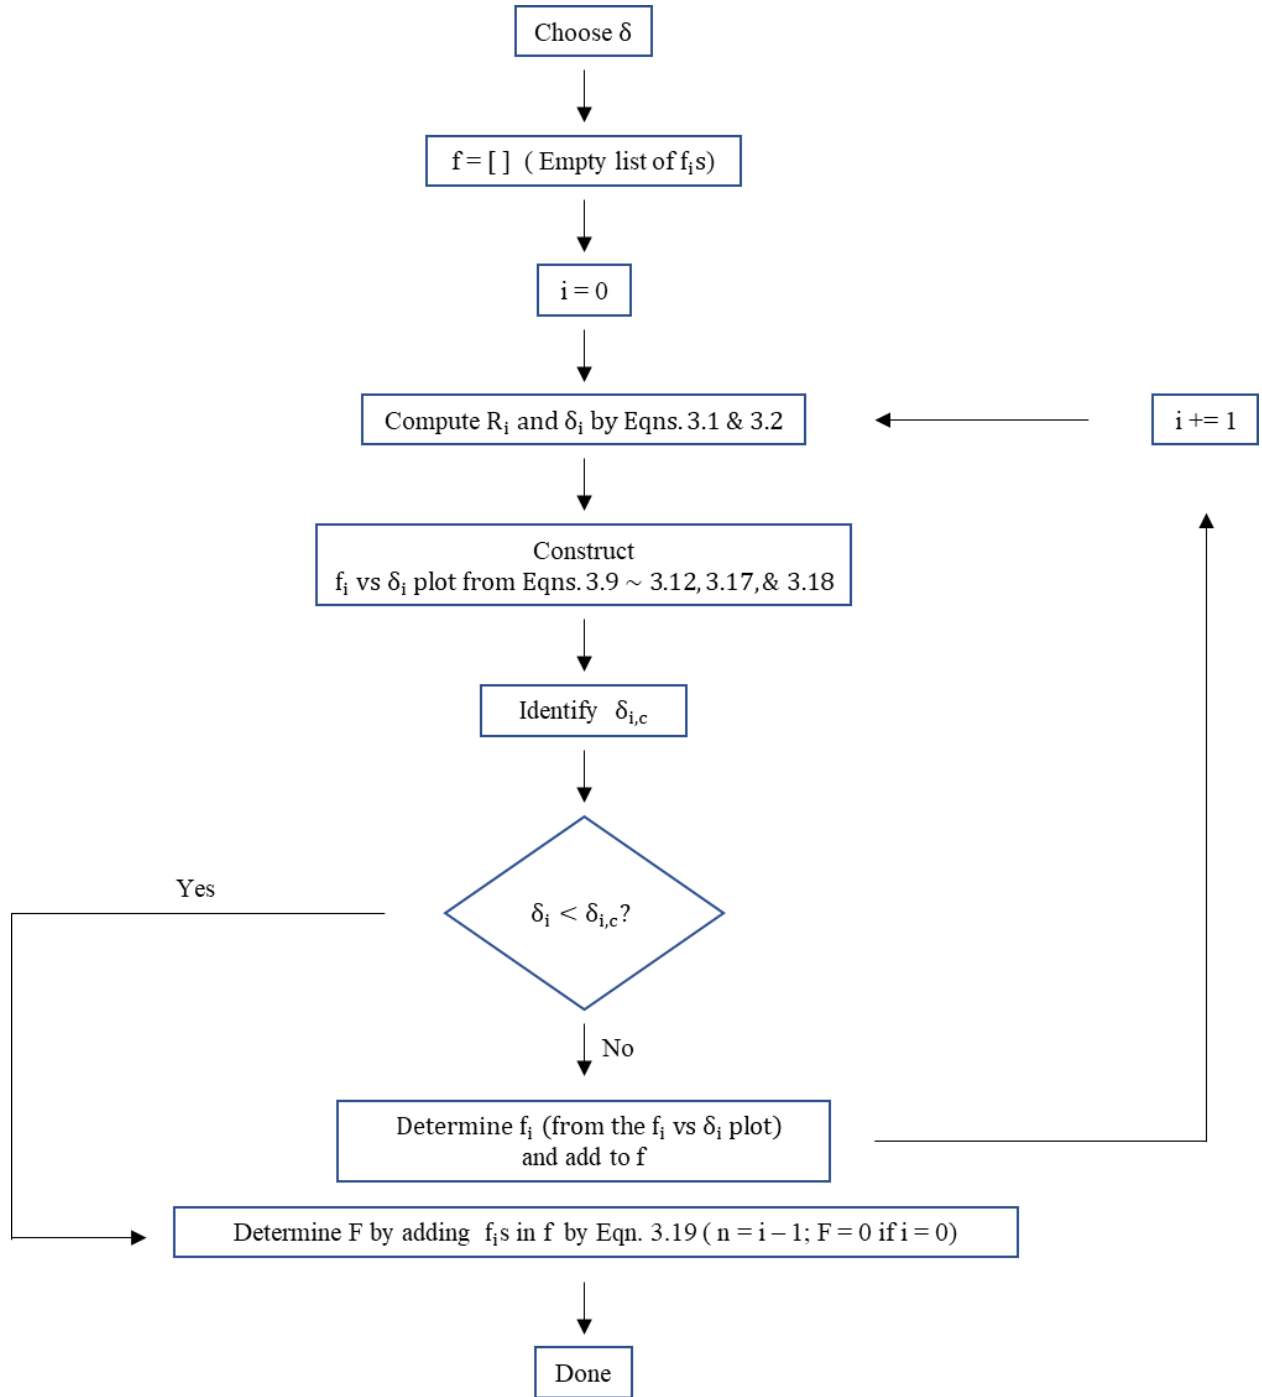 Choose δ
f = [ ] ( Empty list of fᵢs)
i = 0
Compute Rᵢ and δᵢ by Eqns. 3.1 & 3.2
i += 1
Construct
fᵢ vs δᵢ plot from Eqns. 3.9 ~ 3.12, 3.17, & 3.18
Identify δi,c
Yes
δᵢ < δi,c?
No
Determine fᵢ (from the fᵢ vs δᵢ plot)
and add to f
Determine F by adding fᵢs in f by Eqn. 3.19 ( n = i – 1; F = 0 if i = 0)
Done